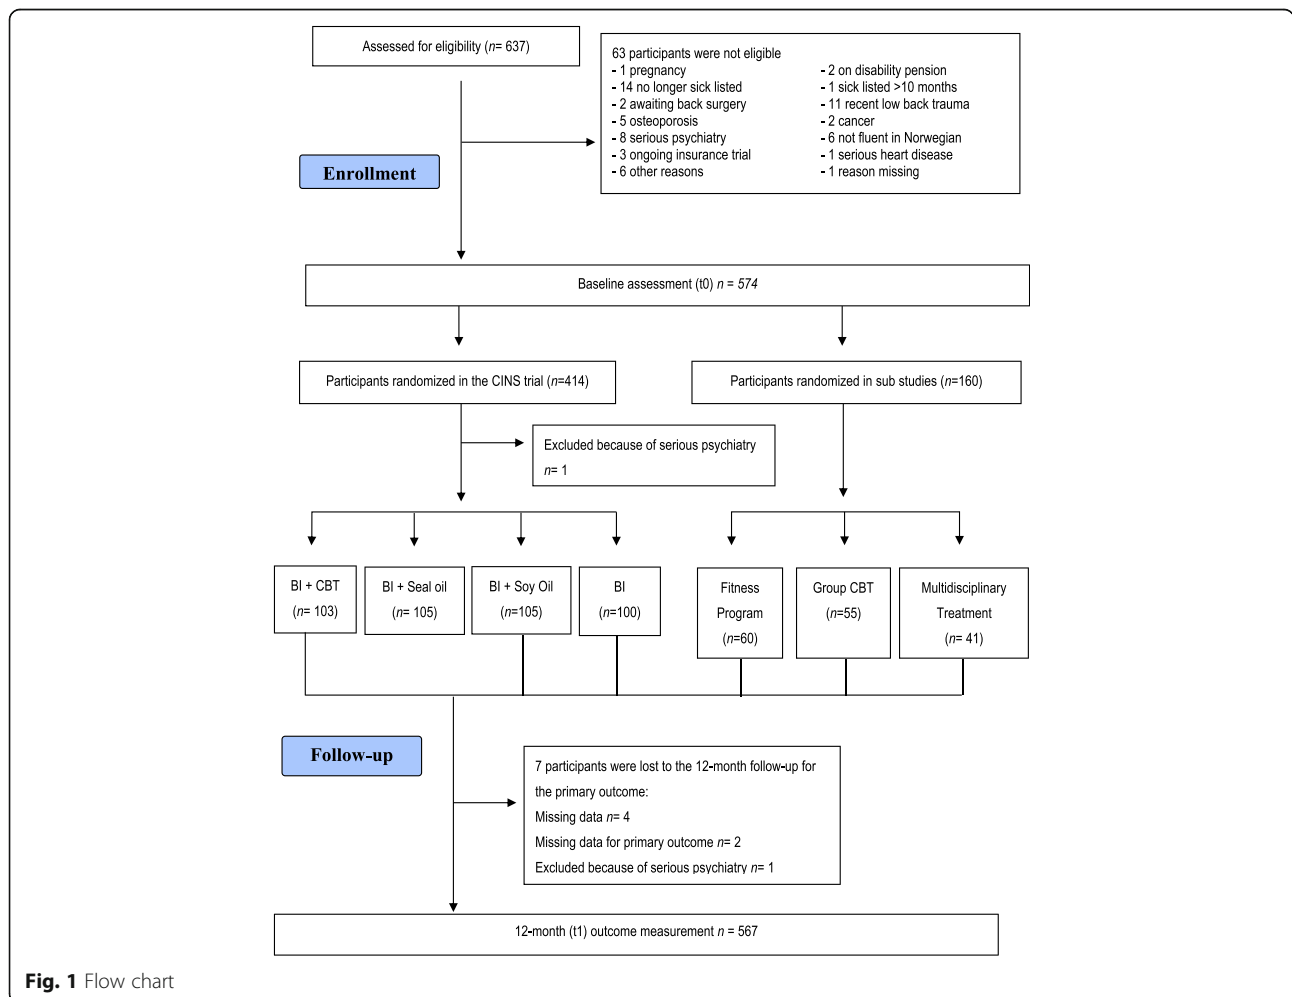 Assessed for eligibility (n= 637)
63 participants were not eligible
- 1 pregnancy
- 14 no longer sick listed
- 2 awaiting back surgery
- 5 osteoporosis
- 8 serious psychiatry
- 3 ongoing insurance trial
- 6 other reasons
- 2 on disability pension
- 1 sick listed >10 months
- 11 recent low back trauma
- 2 cancer
- 6 not fluent in Norwegian
- 1 serious heart disease
- 1 reason missing
Enrollment
Baseline assessment (t0) n = 574
Participants randomized in the CINS trial (n=414)
Participants randomized in sub studies (n=160)
Excluded because of serious psychiatry
n= 1
BI + CBT
(n= 103)
BI + Seal oil
(n= 105)
BI + Soy Oil
(n=105)
BI
(n=100)
Fitness
Program
(n=60)
Group CBT
(n=55)
Multidisciplinary
Treatment
(n= 41)
Follow-up
7 participants were lost to the 12-month follow-up for
the primary outcome:
Missing data n= 4
Missing data for primary outcome n= 2
Excluded because of serious psychiatry n= 1
12-month (t1) outcome measurement n = 567
Fig. 1 Flow chart